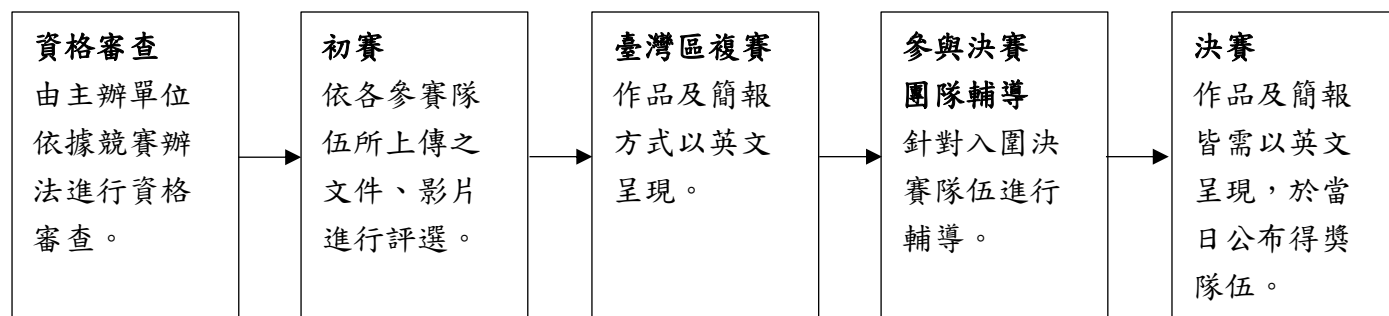 資格審查
由主辦單位
依據競賽辦
法進行資格
審查。
初賽
依各參賽隊
伍所上傳之
文件、影片
進行評選。
臺灣區複賽
作品及簡報
方式以英文
呈現。
參與決賽
團隊輔導
針對入圍決
賽隊伍進行
輔導。
決賽
作品及簡報
皆需以英文
呈現，於當
日公布得獎
隊伍。